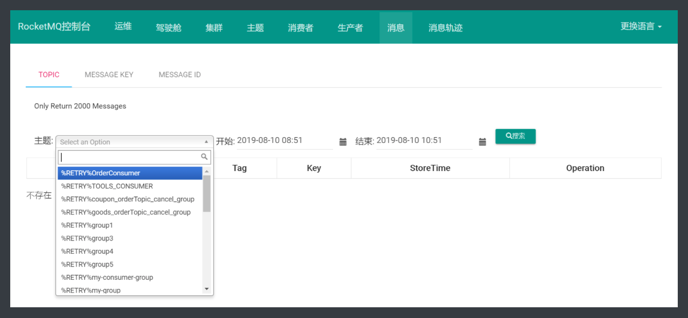 RocketMQ控制台 运维 驾驶舱 集群 主题 消费者 生产者 消息 消息轨迹 更换语言
TOPIC MESSAGE KEY MESSAGE ID
Only Return 2000 Messages
主题: Select an Option 开始: 2019-08-10 08:51 结束: 2019-08-10 10:51 搜索
Tag Key StoreTime Operation
%RETRY%OrderConsumer
%RETRY%TOOLS_CONSUMER
不存在
%RETRY%coupon_orderTopic_cancel_group
%RETRY%goods_orderTopic_cancel_group
%RETRY%group1
%RETRY%group3
%RETRY%group4
%RETRY%group5
%RETRY%my-consumer-group
%RETRY%my-group